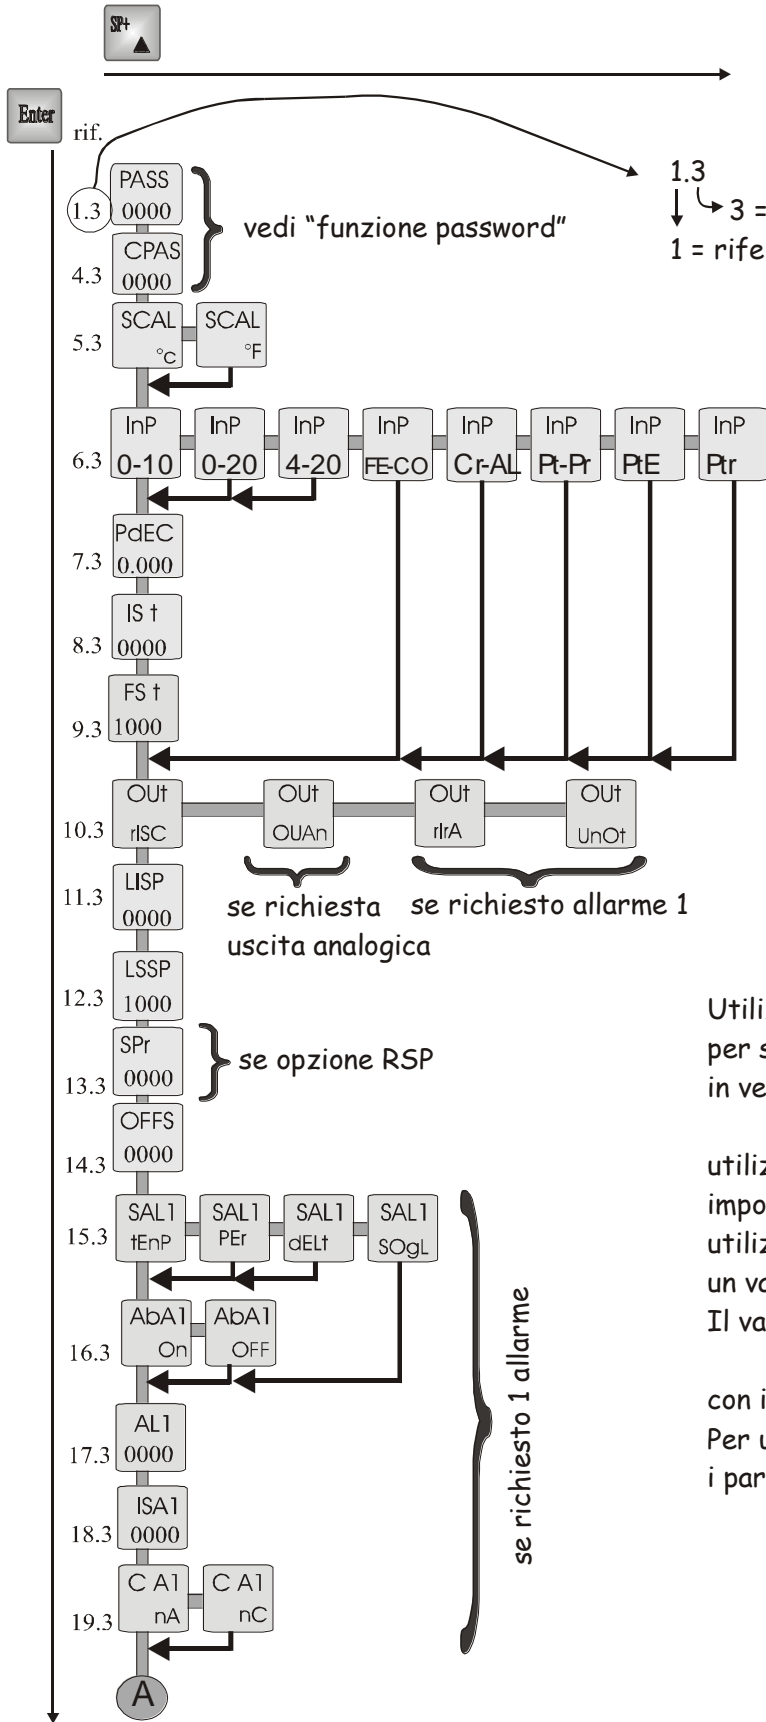 SP+
Enter
rif.
1.3
PASS
0000
4.3
CPAS
0000
vedi “funzione password”
1.3
3 =
1 = rife
5.3
SCAL
°c
SCAL
°F
6.3
InP
0-10
InP
0-20
InP
4-20
InP
FE-CO
InP
Cr-AL
InP
Pt-Pr
InP
PtE
InP
Ptr
7.3
PdEC
0.000
8.3
IS t
0000
9.3
FS t
1000
10.3
OUt
rISC
OUt
OUAn
OUt
rIrA
OUt
UnOt
se richiesta
uscita analogica
se richiesto allarme 1
11.3
LISP
0000
12.3
LSSP
1000
13.3
SPr
0000
se opzione RSP
14.3
OFFS
0000
15.3
SAL1
tEnP
SAL1
PEr
SAL1
dELt
SAL1
SOgL
16.3
AbA1
On
AbA1
OFF
17.3
AL1
0000
18.3
ISA1
0000
19.3
C A1
nA
C A1
nC
A
se richiesto 1 allarme
Utili
per s
in ve
utiliz
impo
utiliz
un va
Il va
con i
Per u
i par